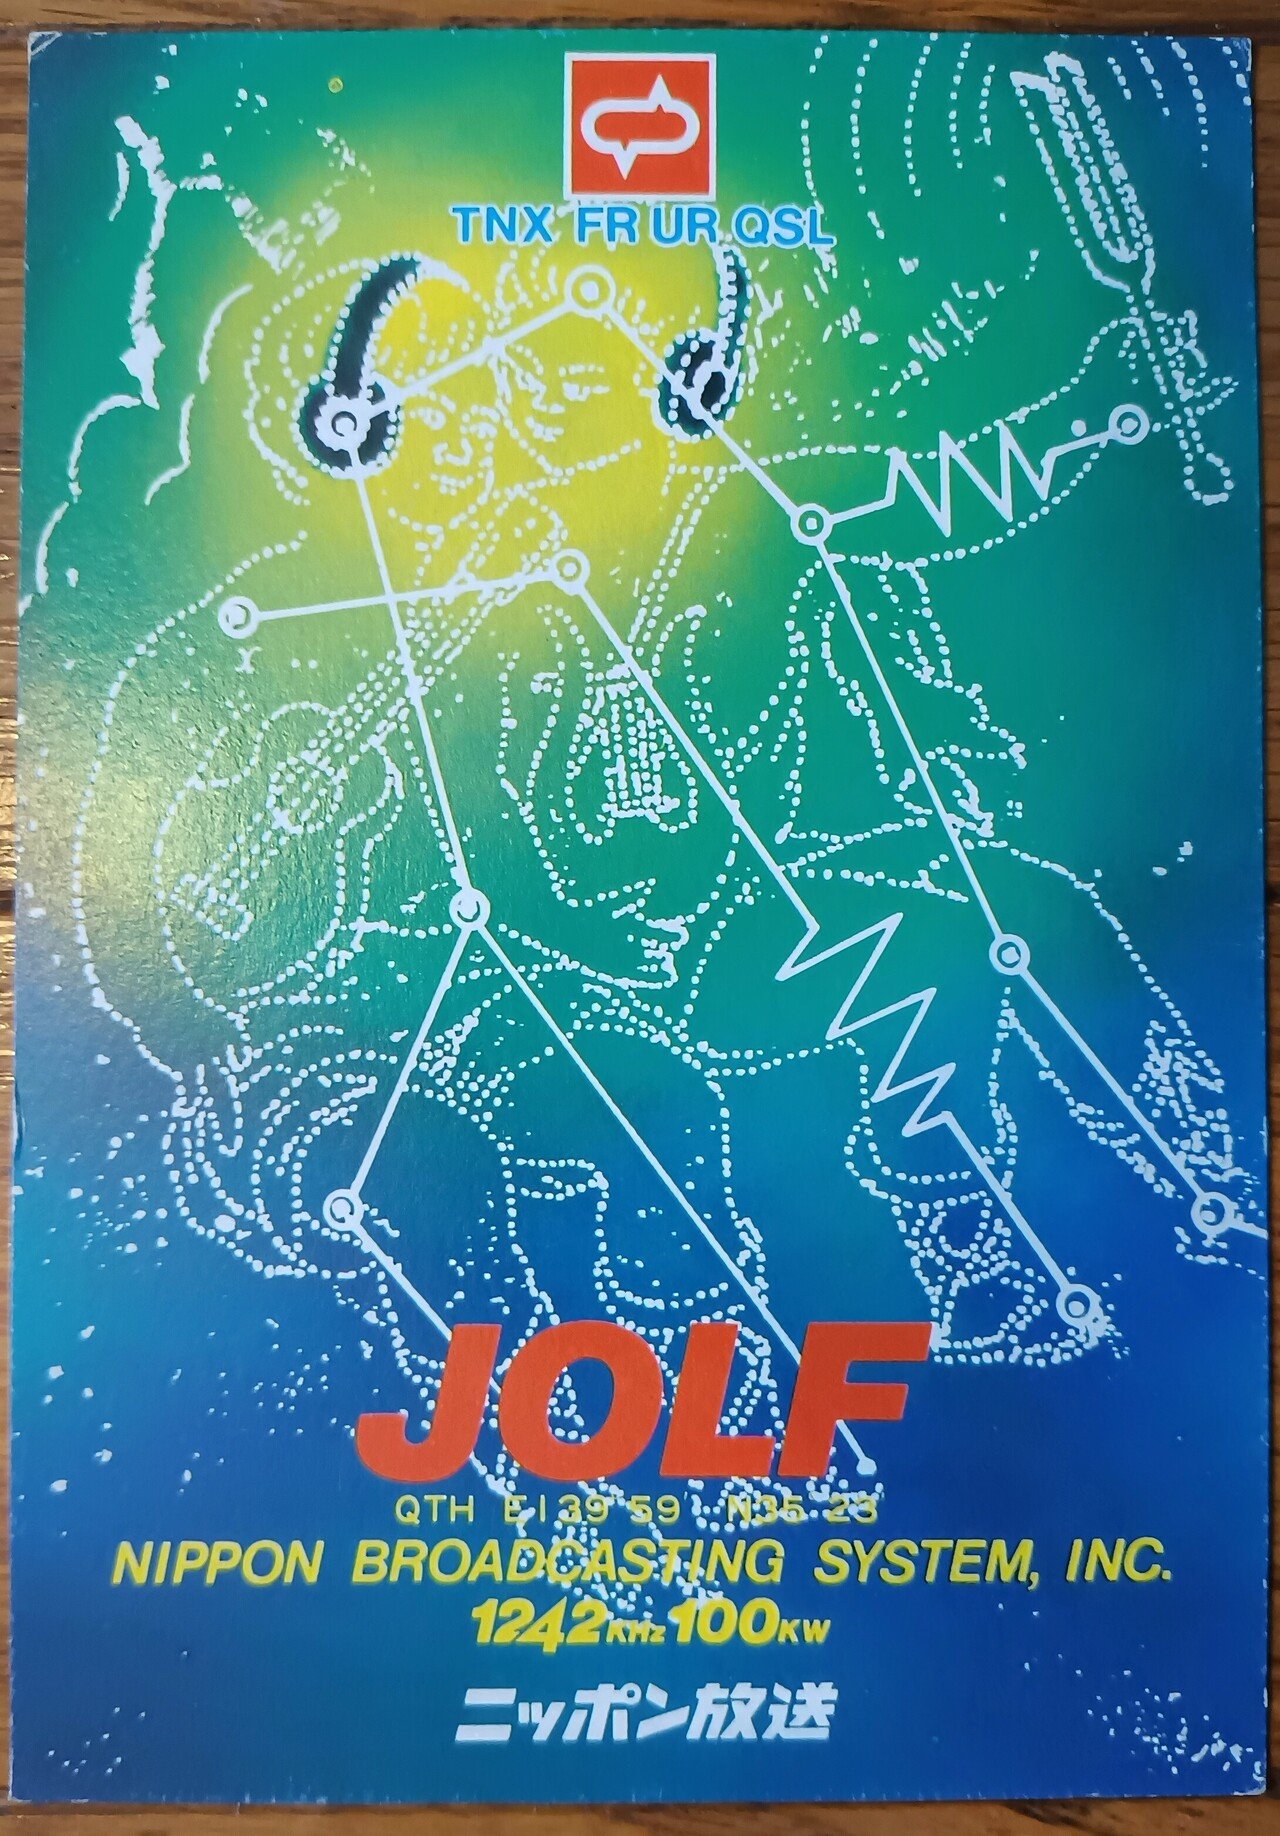 TNX FR UR QSL
JOLF
QTH E139 59' N35 23
NIPPON BROADCASTING SYSTEM, INC.
1242KHz 100KW
ニッポン放送